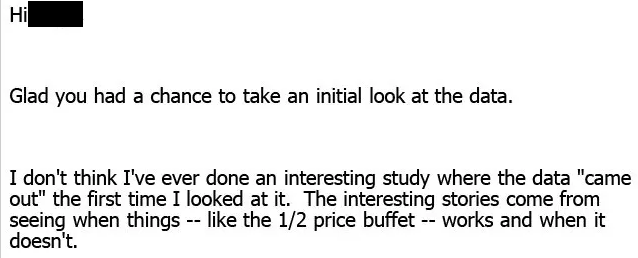 Hi
Glad you had a chance to take an initial look at the data.
I don't think I've ever done an interesting study where the data "came
out" the first time I looked at it.  The interesting stories come from
seeing when things -- like the 1/2 price buffet -- works and when it
doesn't.